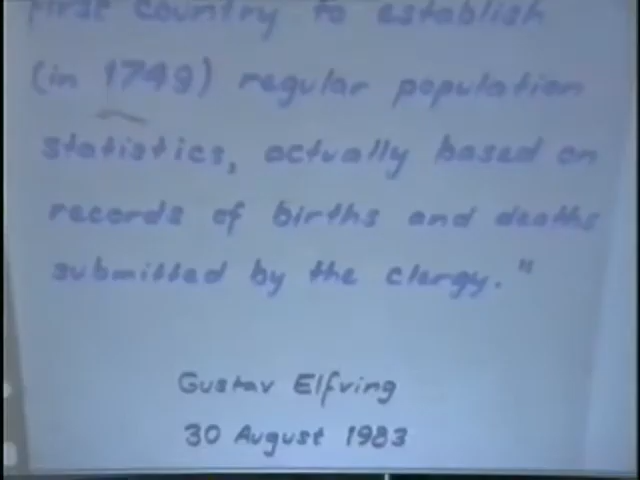 first country to establish
(in 1749) regular population
statistics, actually based on
records of births and deaths
submitted by the clergy."
Gustav Elfving
30 August 1983